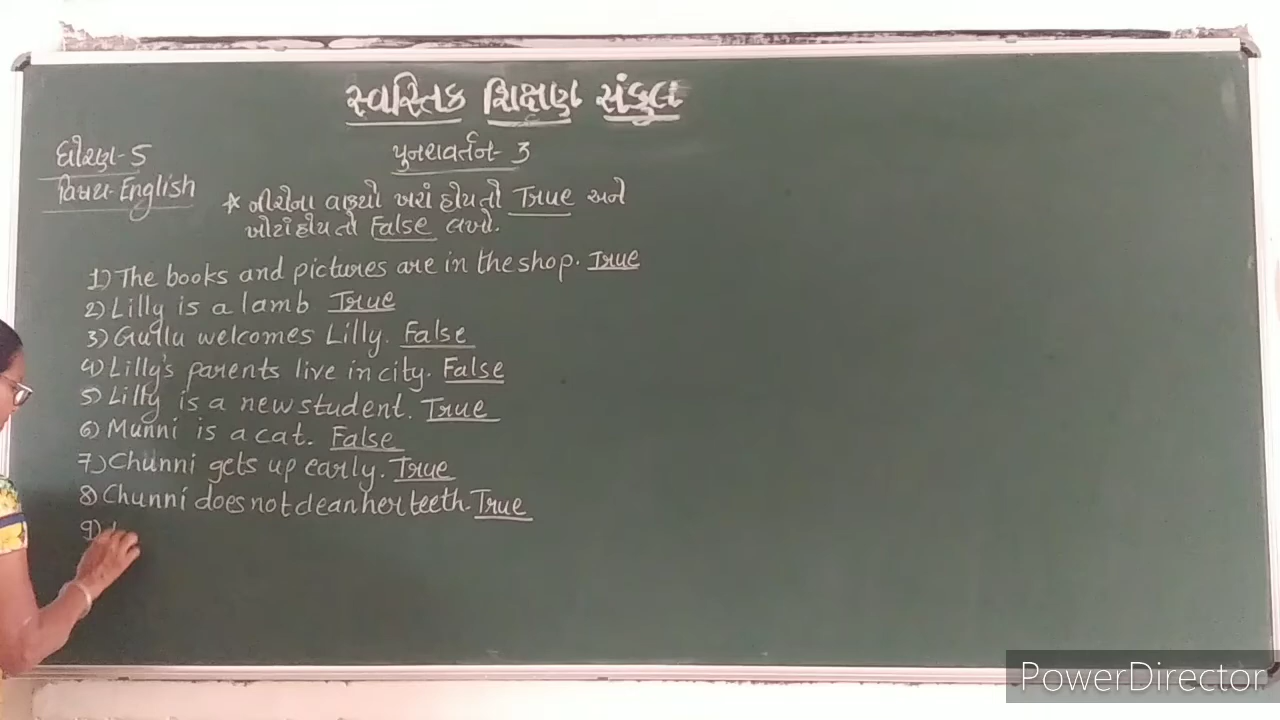 સ્વસ્તિક શિક્ષણ સંકુલ
ધોરણ-5
પુનરાવર્તન-3
વિષય-English
* નીચેના વાક્યો ખરાં હોય તો True અને
ખોટાં હોય તો False લખો.
1) The books and pictures are in the shop. True
2) Lilly is a lamb True
3) Gullu welcomes Lilly. False
4) Lilly's parents live in city. False
5) Lilly is a new student. True
6) Munni is a cat. False
7) Chunni gets up early. True
8) Chunni does not clean her teeth. True
9)
PowerDirector